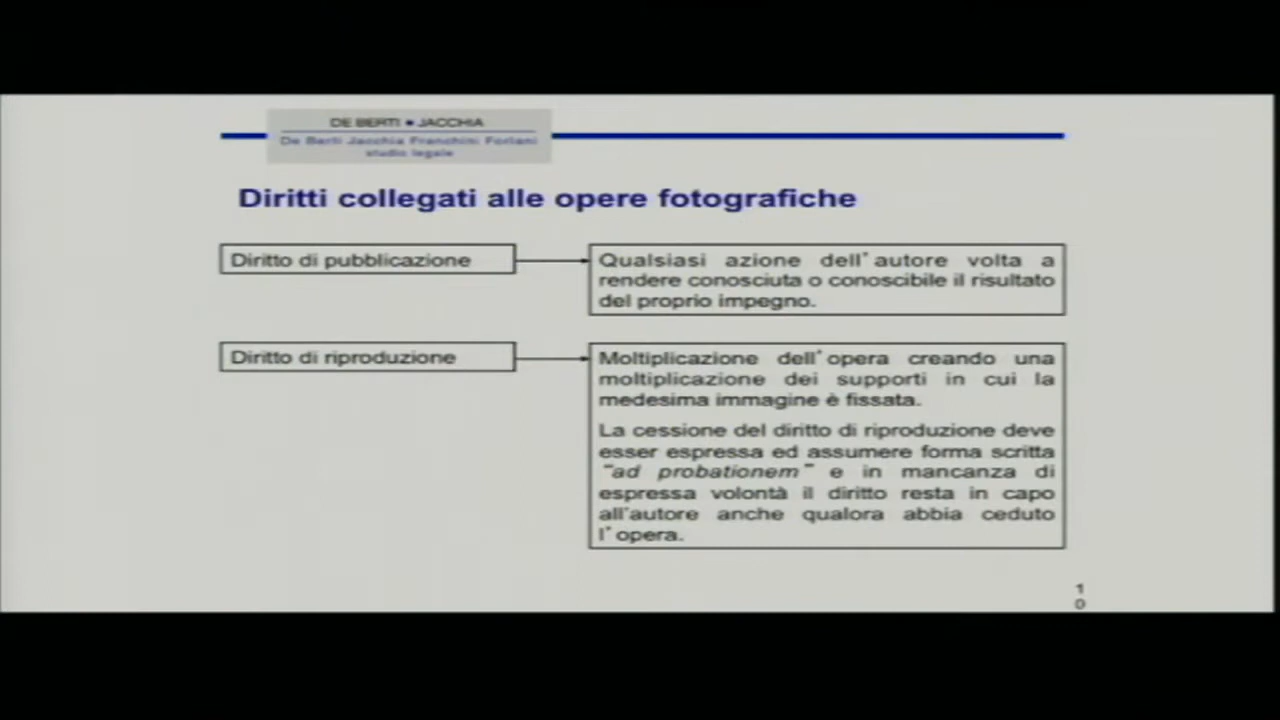 DE BERTI • JACCHIA
De Berti Jacchia Franchini Forlani
studio legale
Diritti collegati alle opere fotografiche
Diritto di pubblicazione
Qualsiasi azione dell'autore volta a
rendere conosciuta o conoscibile il risultato
del proprio impegno.
Diritto di riproduzione
Moltiplicazione dell'opera creando una
moltiplicazione dei supporti in cui la
medesima immagine è fissata.
La cessione del diritto di riproduzione deve
esser espressa ed assumere forma scritta
"ad probationem" e in mancanza di
espressa volontà il diritto resta in capo
all'autore anche qualora abbia ceduto
l'opera.
1
0